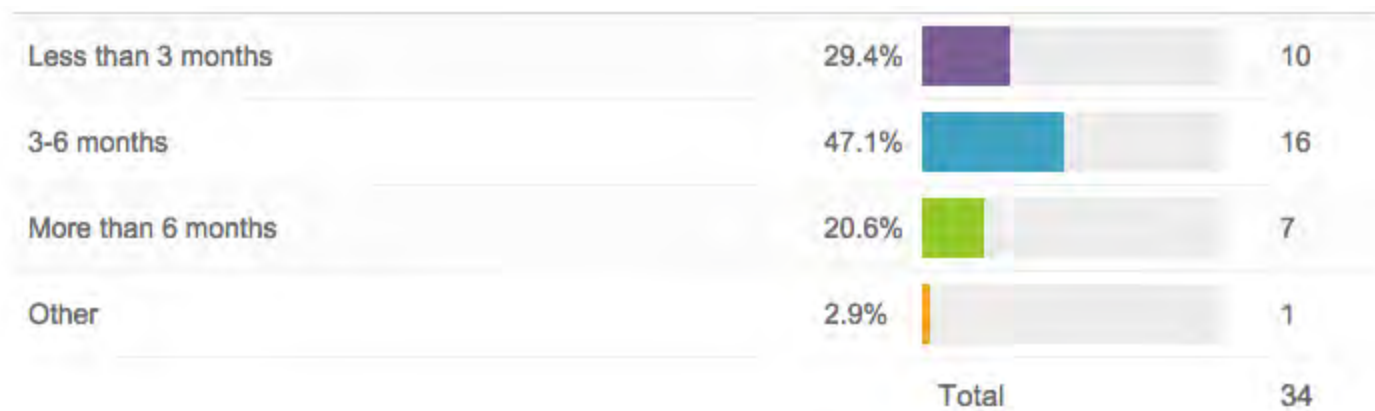 Less than 3 months 29.4% 10
3-6 months 47.1% 16
More than 6 months 20.6% 7
Other 2.9% 1
Total 34